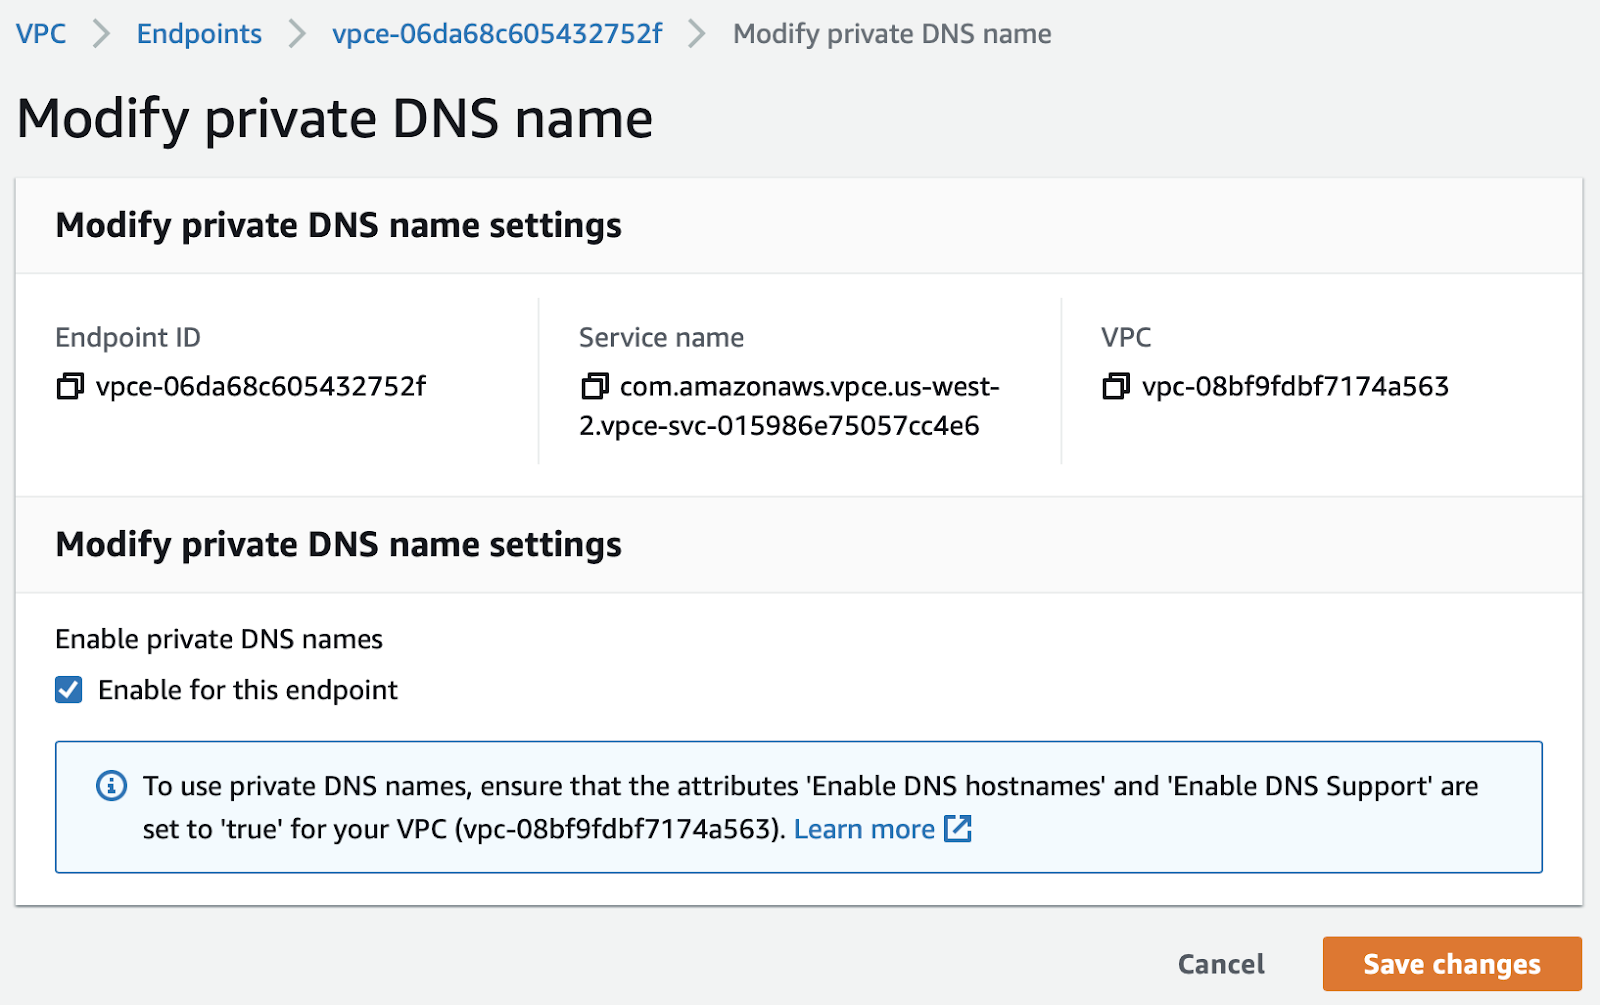 VPC Endpoints vpce-06da68c605432752f Modify private DNS name
Modify private DNS name
Modify private DNS name settings
Endpoint ID
vpce-06da68c605432752f
Service name
com.amazonaws.vpce.us-west-
2.vpce-svc-015986e75057cc4e6
VPC
vpc-08bf9fdbf7174a563
Modify private DNS name settings
Enable private DNS names
Enable for this endpoint
To use private DNS names, ensure that the attributes 'Enable DNS hostnames' and 'Enable DNS Support' are
set to 'true' for your VPC (vpc-08bf9fdbf7174a563). Learn more
Cancel Save changes